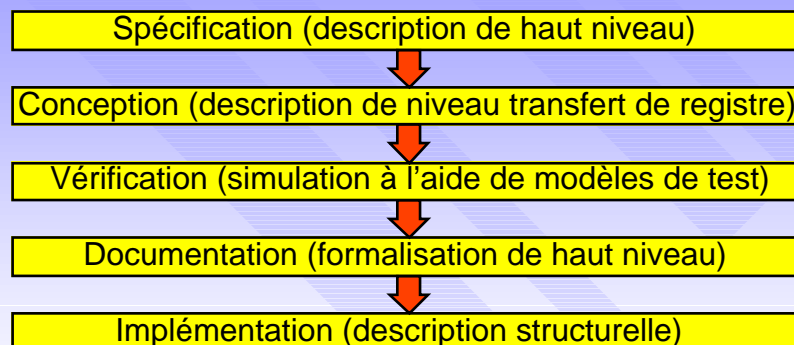 Spécification (description de haut niveau)
Conception (description de niveau transfert de registre)
Vérification (simulation à l’aide de modèles de test)
Documentation (formalisation de haut niveau)
Implémentation (description structurelle)